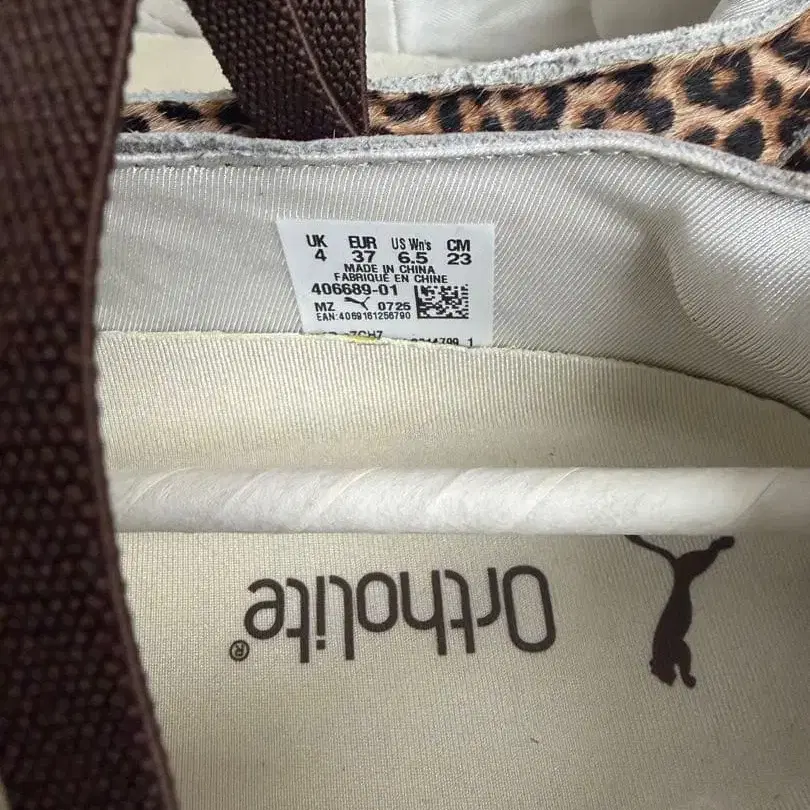 UK EUR US Wn's CM
4 37 6.5 23
MADE IN CHINA
FABRIQUÉ EN CHINE
406689-01
MZ 0725
EAN:4069161256790
Ortholite®